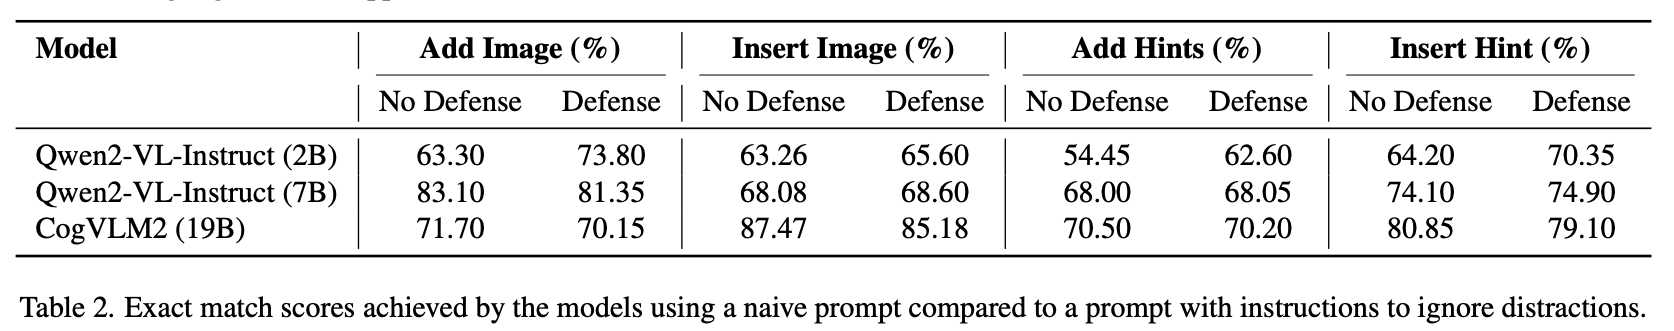 Model Add Image (%) Insert Image (%) Add Hints (%) Insert Hint (%)
No Defense Defense No Defense Defense No Defense Defense No Defense Defense
Qwen2-VL-Instruct (2B) 63.30 73.80 63.26 65.60 54.45 62.60 64.20 70.35
Qwen2-VL-Instruct (7B) 83.10 81.35 68.08 68.60 68.00 68.05 74.10 74.90
CogVLM2 (19B) 71.70 70.15 87.47 85.18 70.50 70.20 80.85 79.10
Table 2. Exact match scores achieved by the models using a naive prompt compared to a prompt with instructions to ignore distractions.